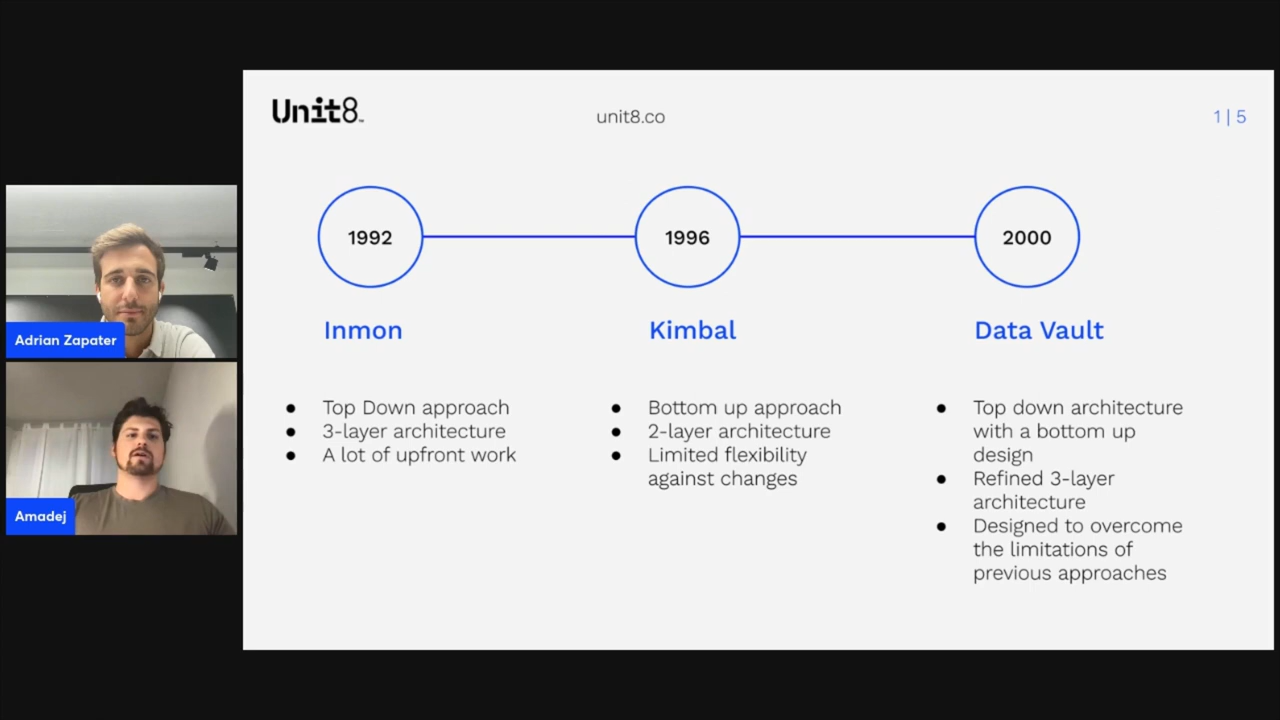 Unit8
unit8.co
1 | 5
1992
1996
2000
Inmon
Kimbal
Data Vault
● Top Down approach
● 3-layer architecture
● A lot of upfront work
● Bottom up approach
● 2-layer architecture
● Limited flexibility
against changes
● Top down architecture
with a bottom up
design
● Refined 3-layer
architecture
● Designed to overcome
the limitations of
previous approaches
Adrian Zapater
Amadej